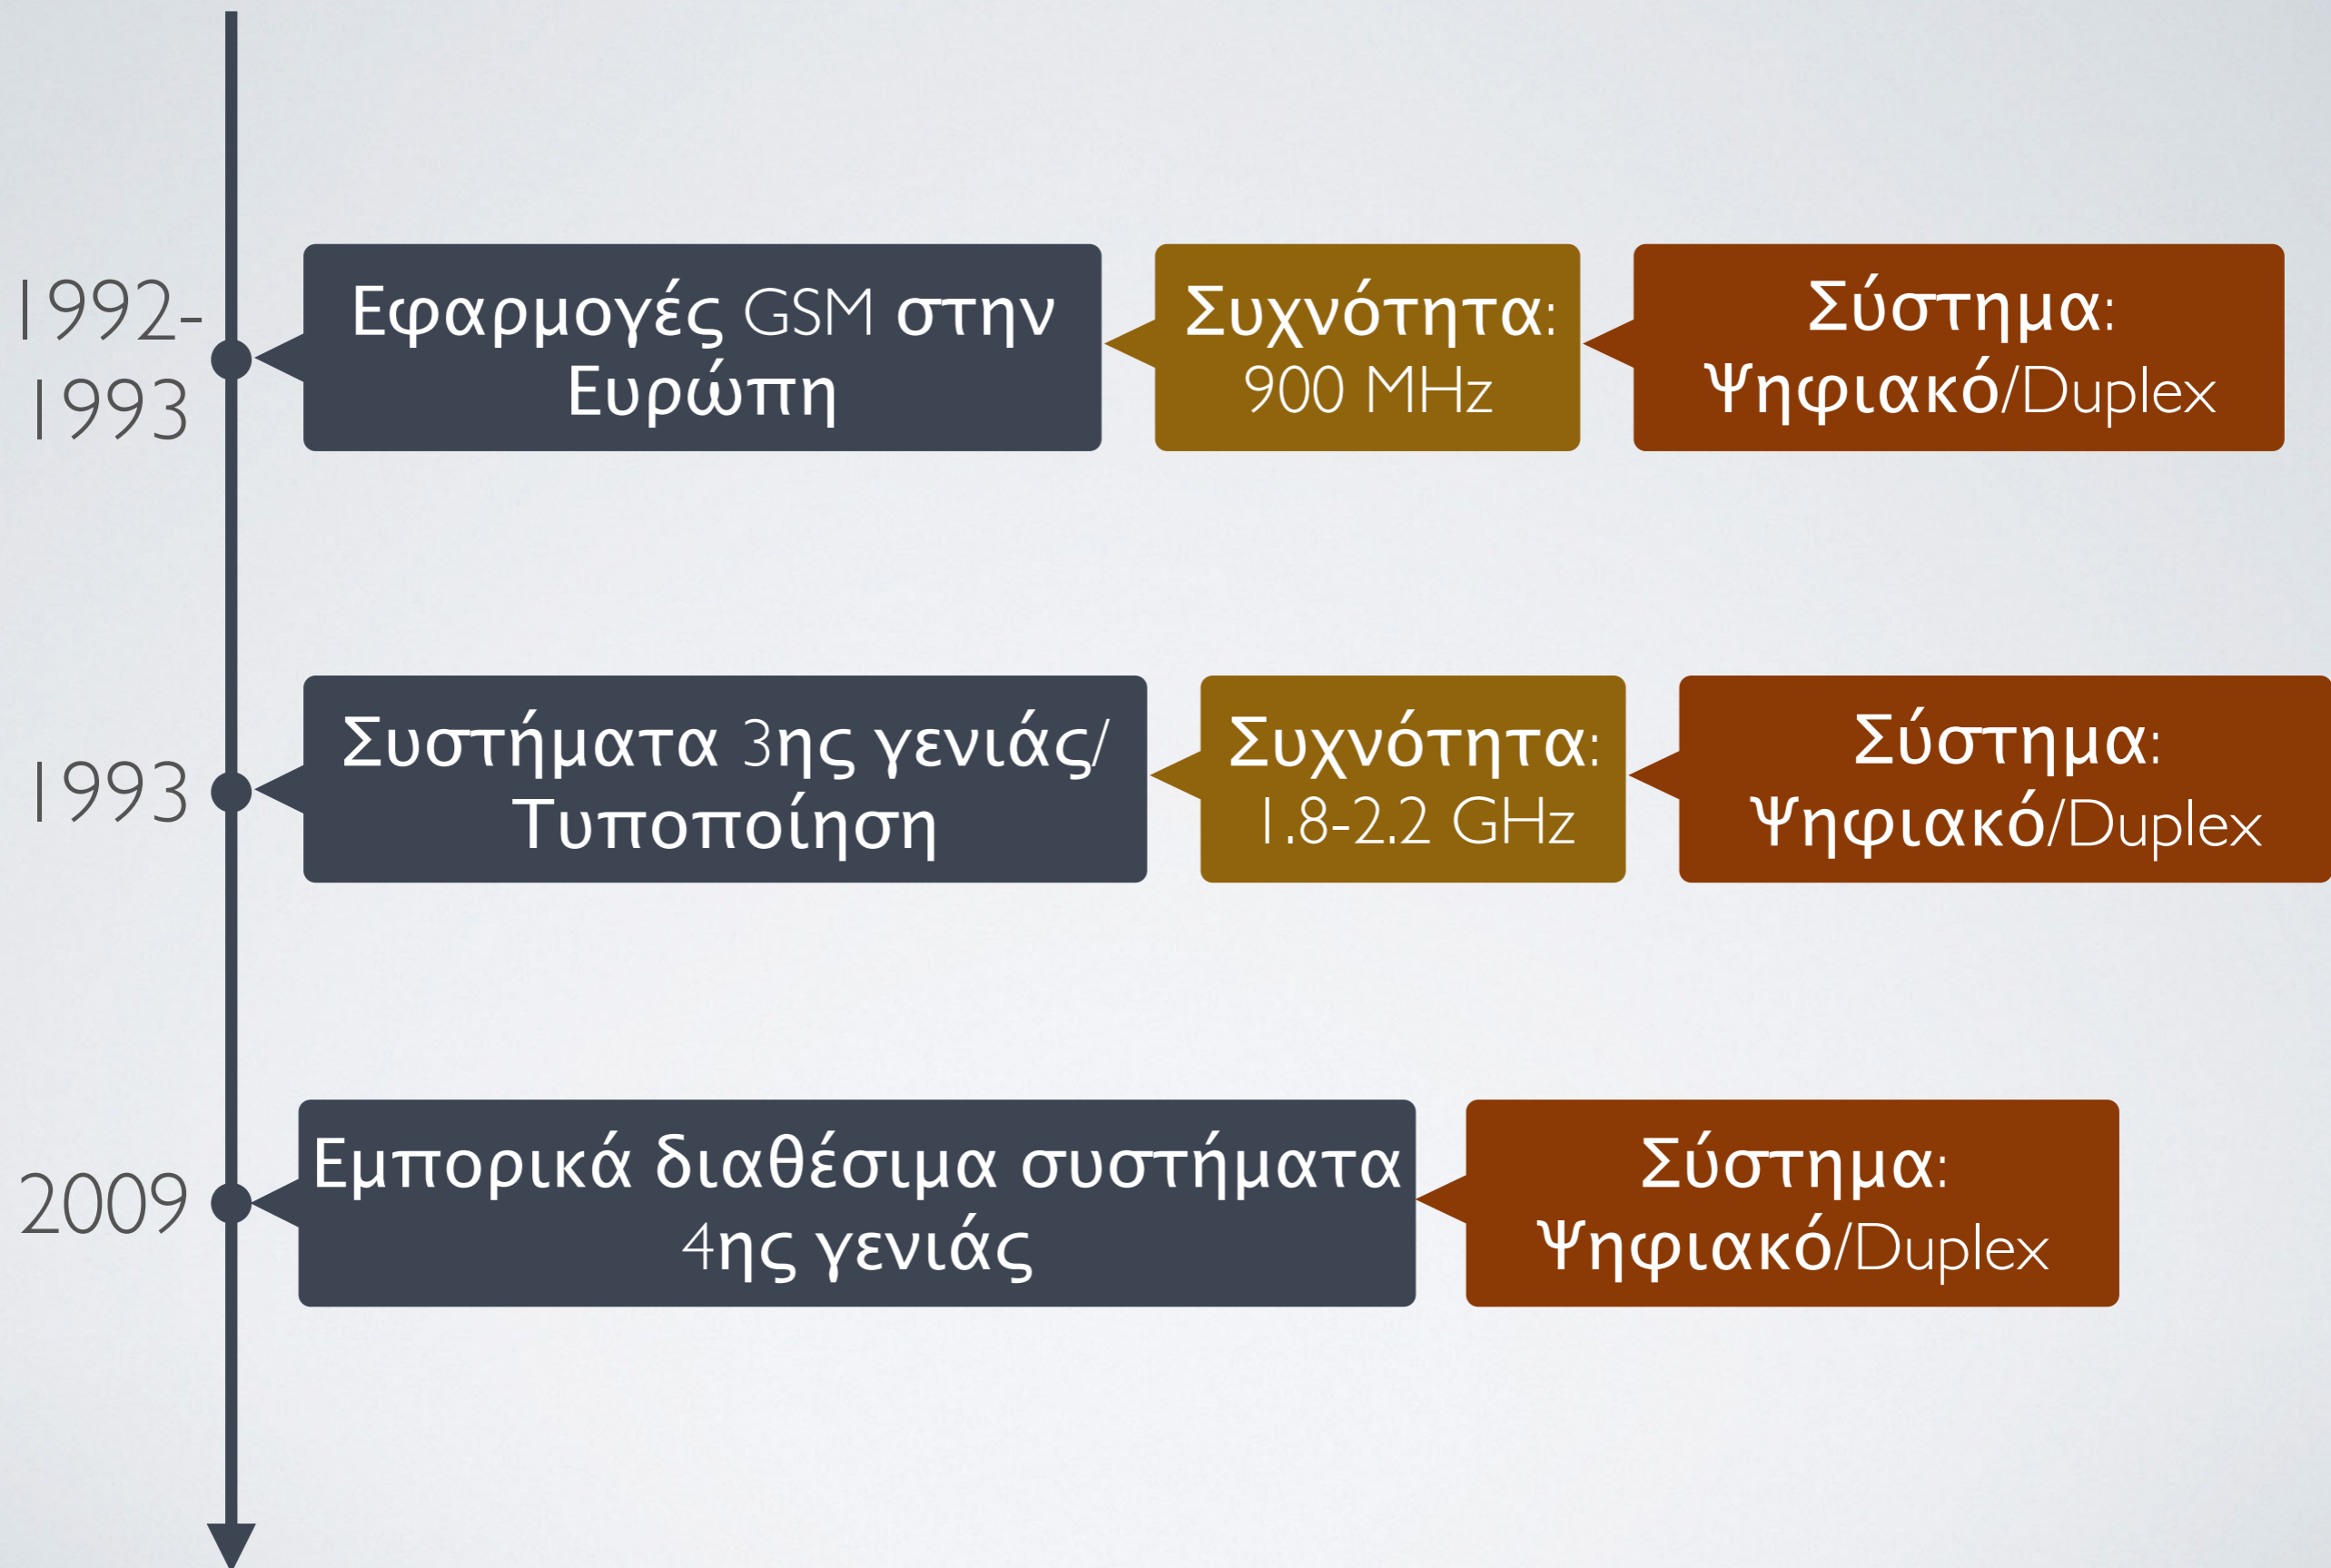 1992-
1993
Εφαρμογές GSM στην
Ευρώπη
Συχνότητα:
900 MHz
Σύστημα:
Ψηφιακό/Duplex
1993
Συστήματα 3ης γενιάς/
Τυποποίηση
Συχνότητα:
1.8-2.2 GHz
Σύστημα:
Ψηφιακό/Duplex
2009
Εμπορικά διαθέσιμα συστήματα
4ης γενιάς
Σύστημα:
Ψηφιακό/Duplex